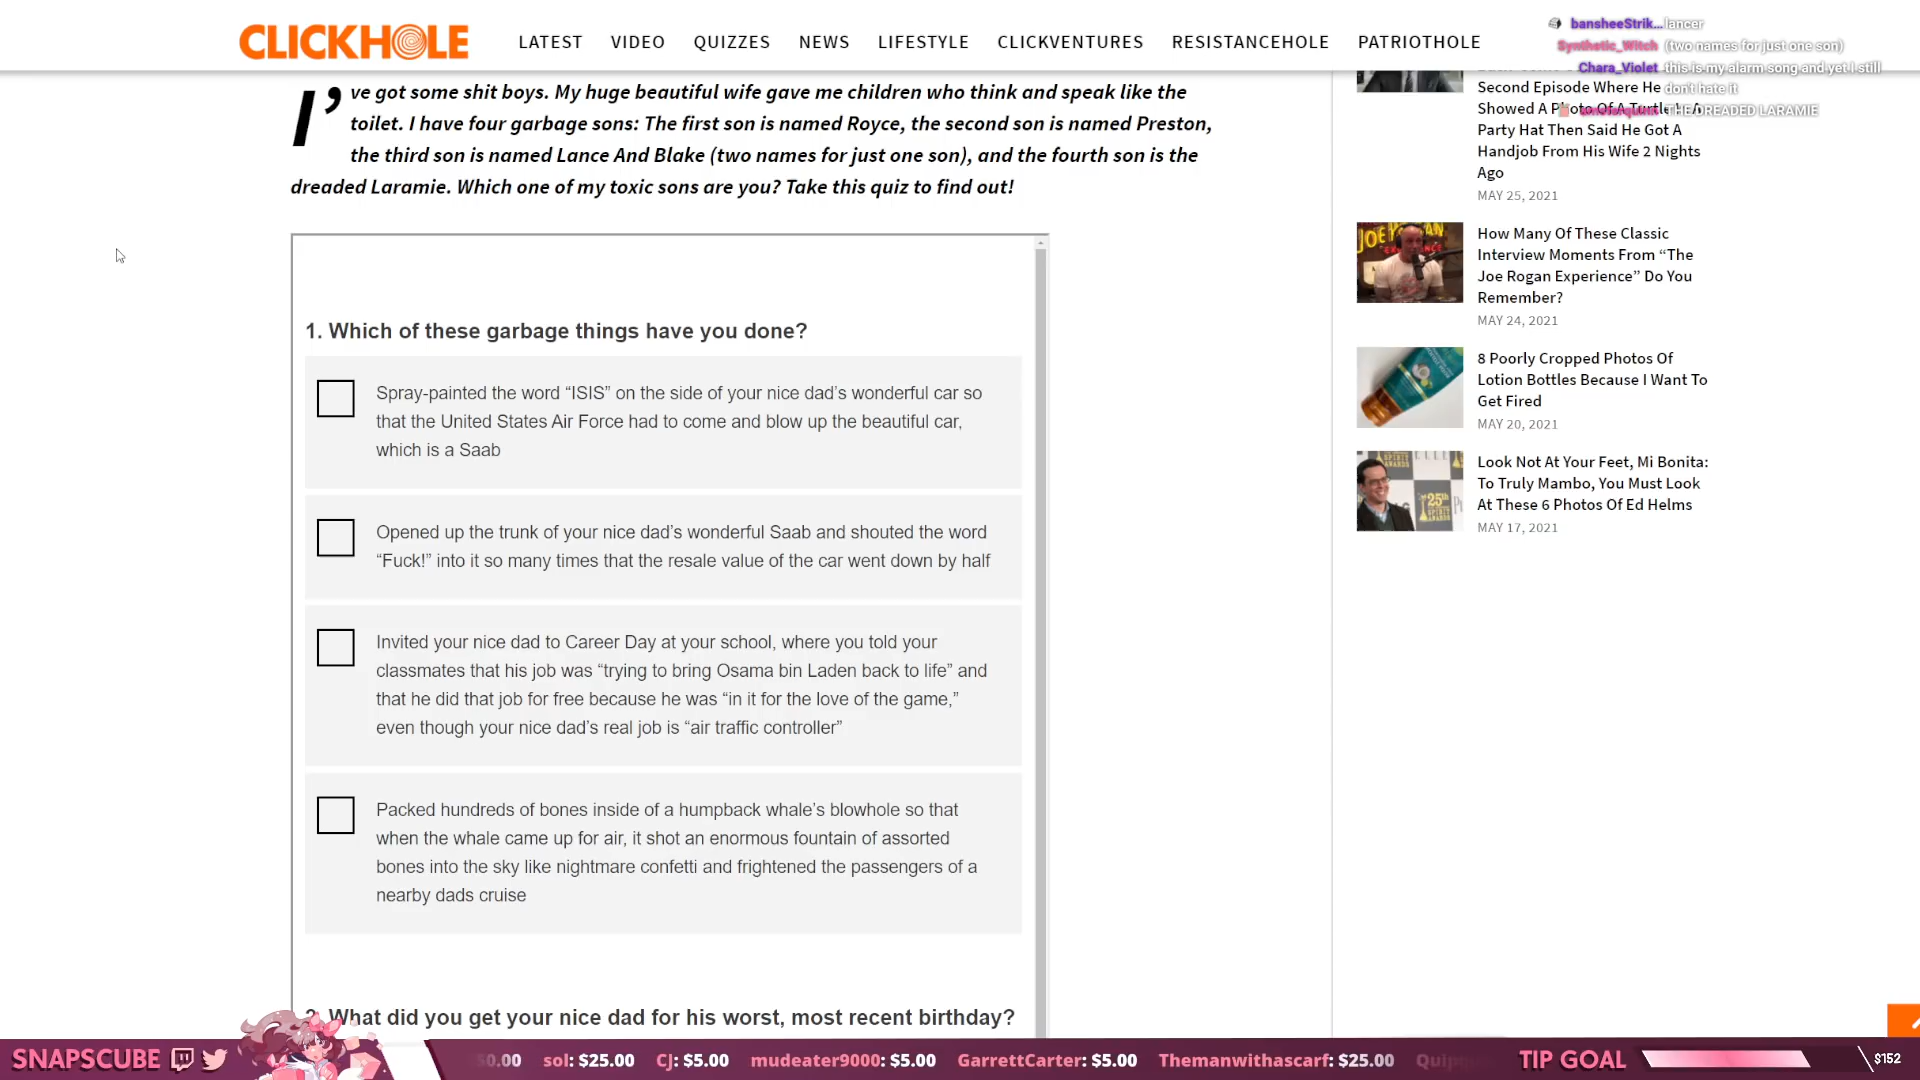 CLICKHOLE
LATEST VIDEO QUIZZES NEWS LIFESTYLE CLICKVENTURES RESISTANCEHOLE PATRIOTHOLE
bansheeStrik... lancer
Synthetic_Witch (two names for just one son)
Chara_Violet this is my alarm song and yet I still
don't hate it
THE DREADED LARAMIE
I've got some shit boys. My huge beautiful wife gave me children who think and speak like the
toilet. I have four garbage sons: The first son is named Royce, the second son is named Preston,
the third son is named Lance And Blake (two names for just one son), and the fourth son is the
dreaded Laramie. Which one of my toxic sons are you? Take this quiz to find out!
1. Which of these garbage things have you done?
Spray-painted the word “ISIS” on the side of your nice dad’s wonderful car so
that the United States Air Force had to come and blow up the beautiful car,
which is a Saab
Opened up the trunk of your nice dad’s wonderful Saab and shouted the word
“Fuck!” into it so many times that the resale value of the car went down by half
Invited your nice dad to Career Day at your school, where you told your
classmates that his job was “trying to bring Osama bin Laden back to life” and
that he did that job for free because he was “in it for the love of the game,”
even though your nice dad’s real job is “air traffic controller”
Packed hundreds of bones inside of a humpback whale’s blowhole so that
when the whale came up for air, it shot an enormous fountain of assorted
bones into the sky like nightmare confetti and frightened the passengers of a
nearby dads cruise
2. What did you get your nice dad for his worst, most recent birthday?
Second Episode Where He
Showed A Photo Of A Turtle In A
Party Hat Then Said He Got A
Handjob From His Wife 2 Nights
Ago
MAY 25, 2021
How Many Of These Classic
Interview Moments From “The
Joe Rogan Experience” Do You
Remember?
MAY 24, 2021
8 Poorly Cropped Photos Of
Lotion Bottles Because I Want To
Get Fired
MAY 20, 2021
Look Not At Your Feet, Mi Bonita:
To Truly Mambo, You Must Look
At These 6 Photos Of Ed Helms
MAY 17, 2021
SNAPSCUBE
$0.00 sol: $25.00 CJ: $5.00 mudeater9000: $5.00 GarrettCarter: $5.00 Themanwithascarf: $25.00
TIP GOAL
$152